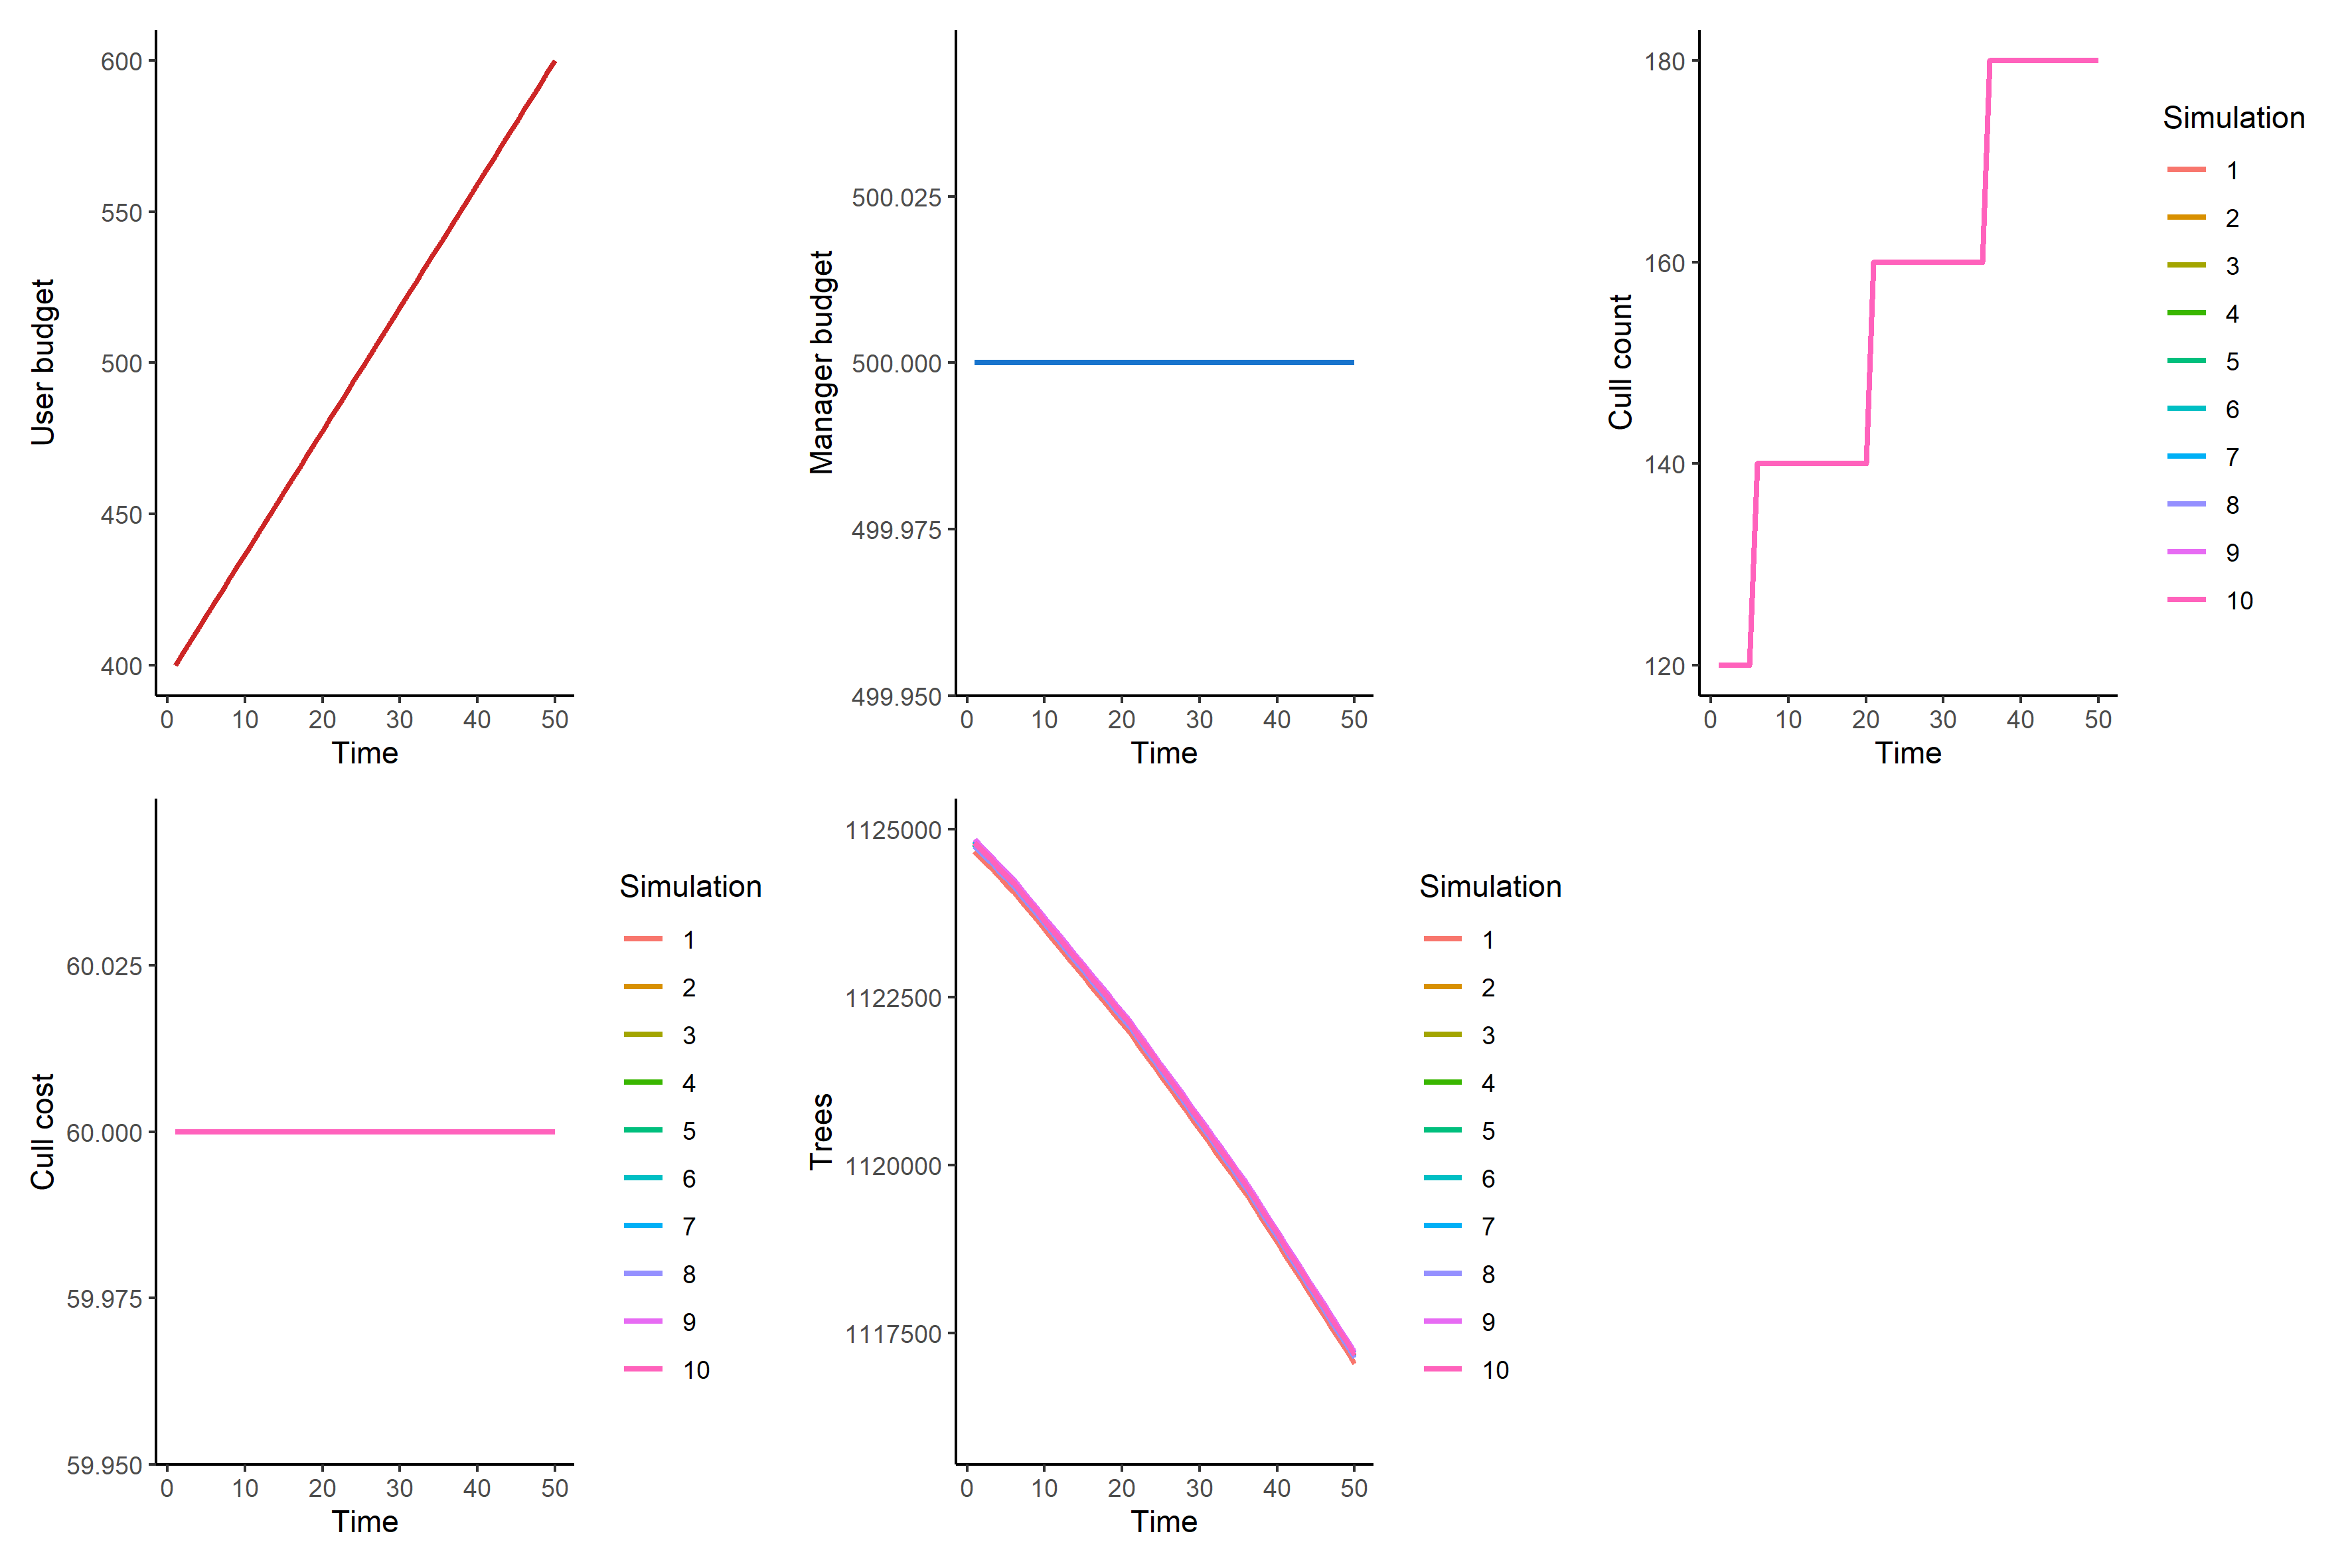 User budget
600
550
500
450
400
0 10 20 30 40 50
Time
Manager budget
500.025
500.000
499.975
499.950
0 10 20 30 40 50
Time
Cull count
180
160
140
120
0 10 20 30 40 50
Time
Simulation
1
2
3
4
5
6
7
8
9
10
Cull cost
60.025
60.000
59.975
59.950
0 10 20 30 40 50
Time
Simulation
1
2
3
4
5
6
7
8
9
10
Trees
1125000
1122500
1120000
1117500
0 10 20 30 40 50
Time
Simulation
1
2
3
4
5
6
7
8
9
10